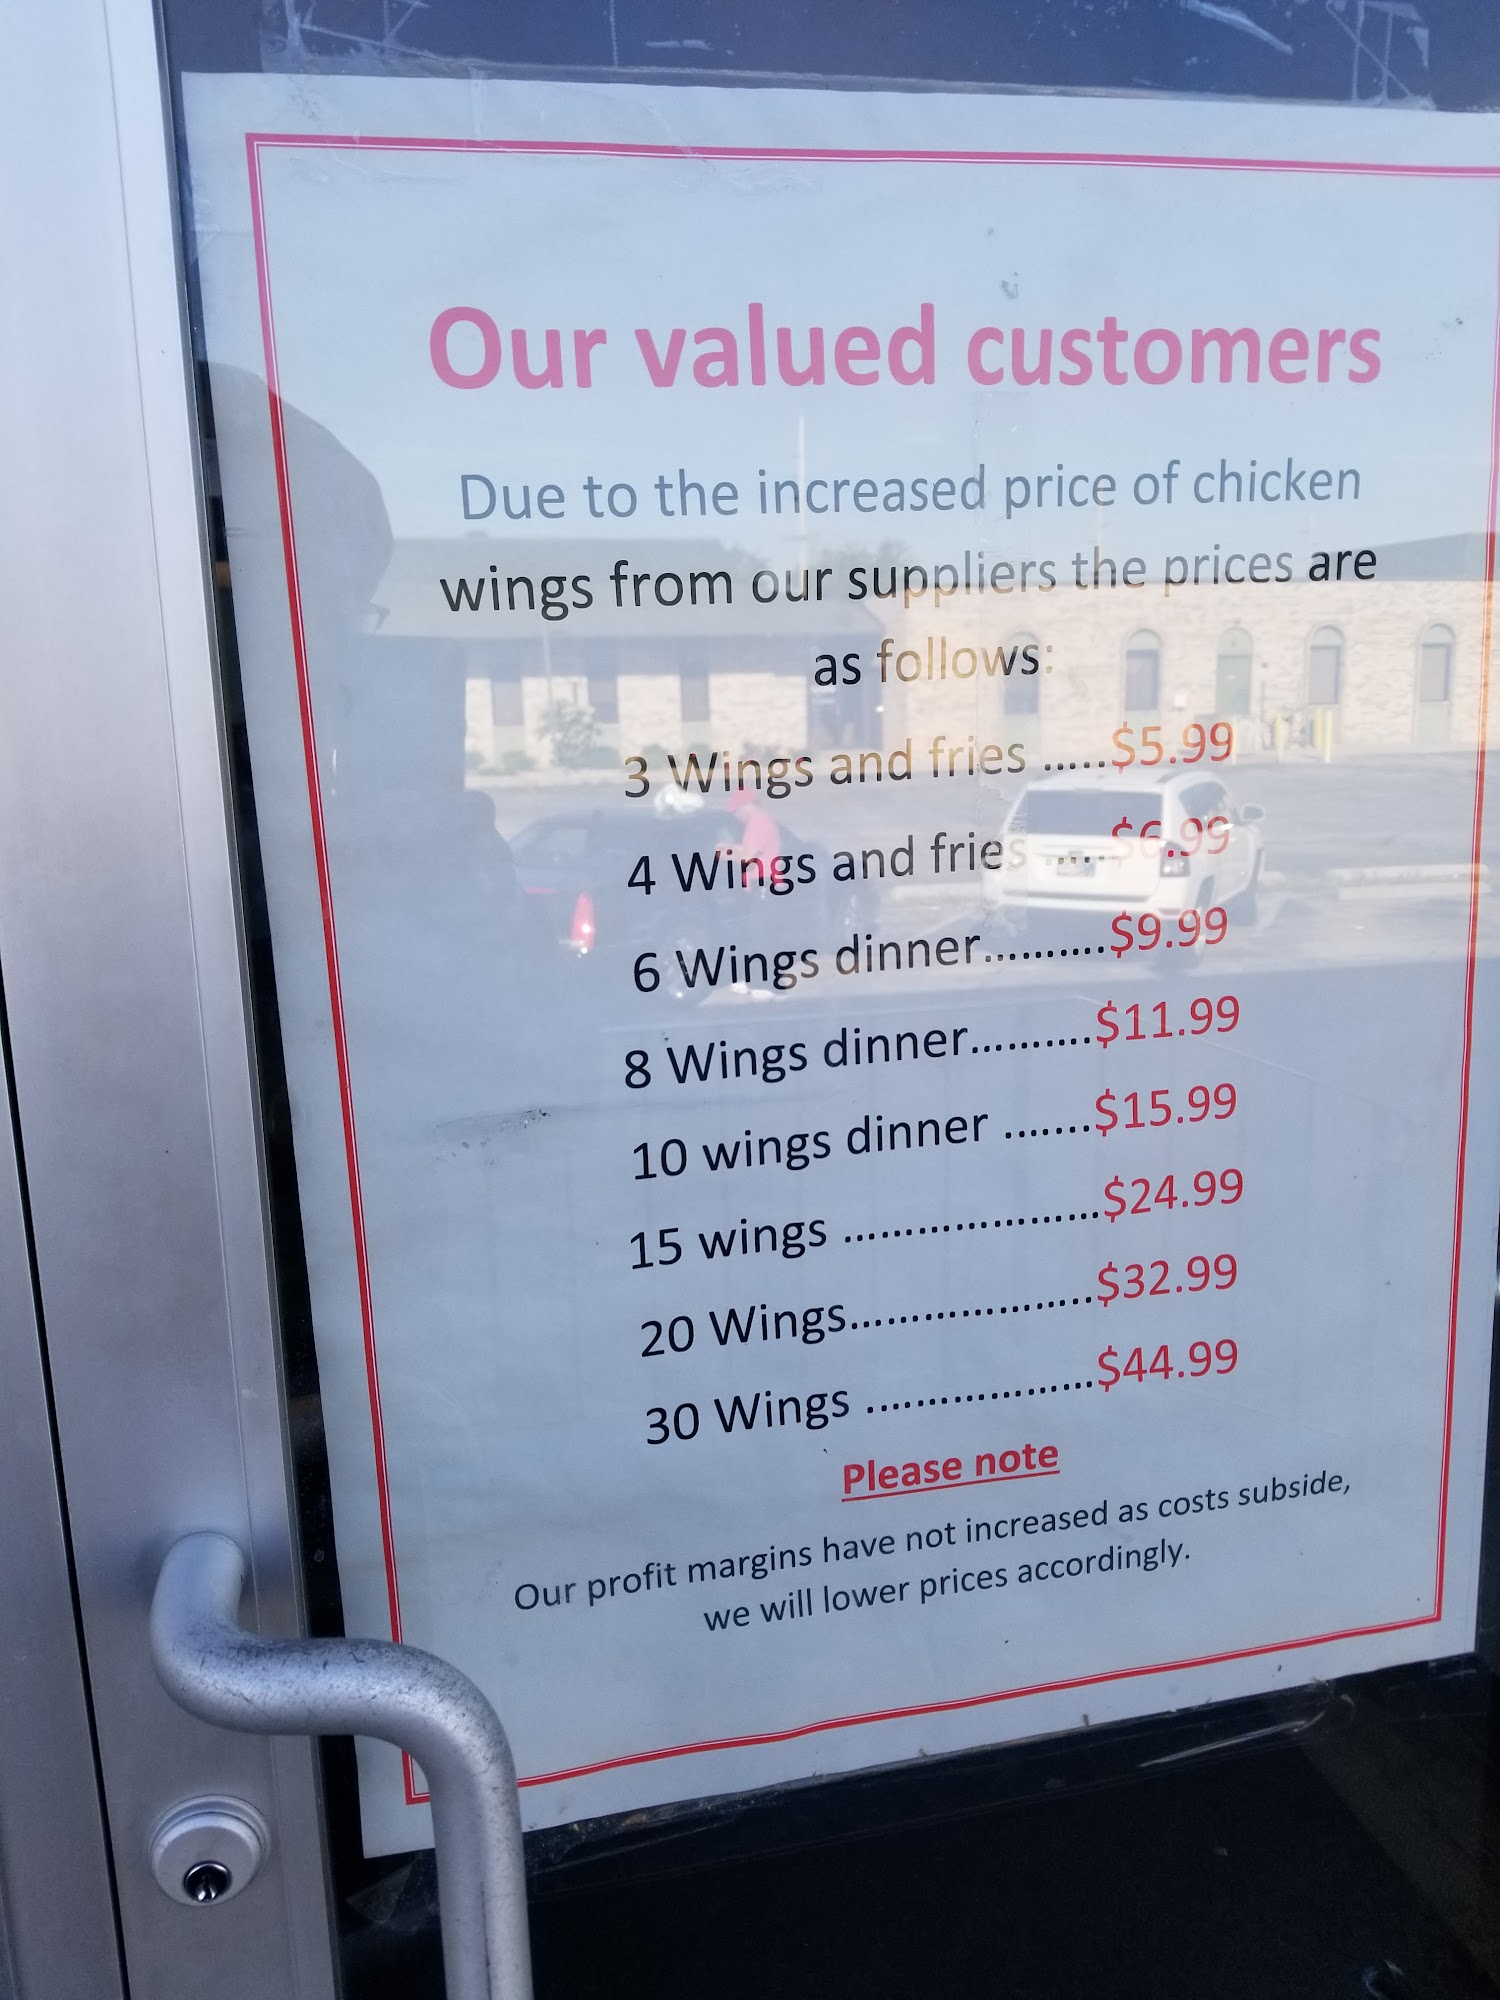 Our valued customers
Due to the increased price of chicken
wings from our suppliers the prices are
as follows:
3 Wings and fries .....$5.99
4 Wings and fries .....$6.99
6 Wings dinner..........$9.99
8 Wings dinner..........$11.99
10 wings dinner .......$15.99
15 wings .....................$24.99
20 Wings....................$32.99
30 Wings ...................$44.99
Please note
Our profit margins have not increased as costs subside,
we will lower prices accordingly.